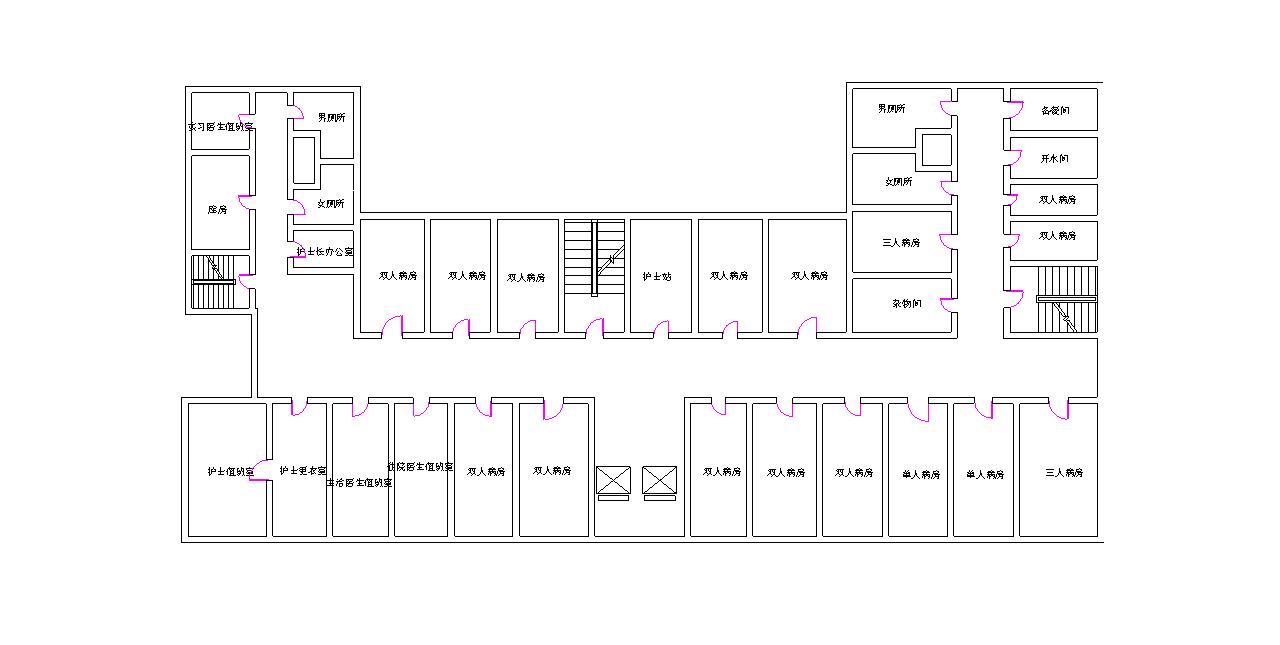 男厕所
男厕所
备餐间
实习医生值班室
开水间
女厕所
库房
女厕所
双人病房
护士长办公室
三人病房
双人病房
双人病房
双人病房
双人病房
护士站
双人病房
双人病房
杂物间
护士值班室
护士更衣室
主治医生值班室
住院医生值班室
双人病房
双人病房
双人病房
双人病房
双人病房
单人病房
单人病房
三人病房